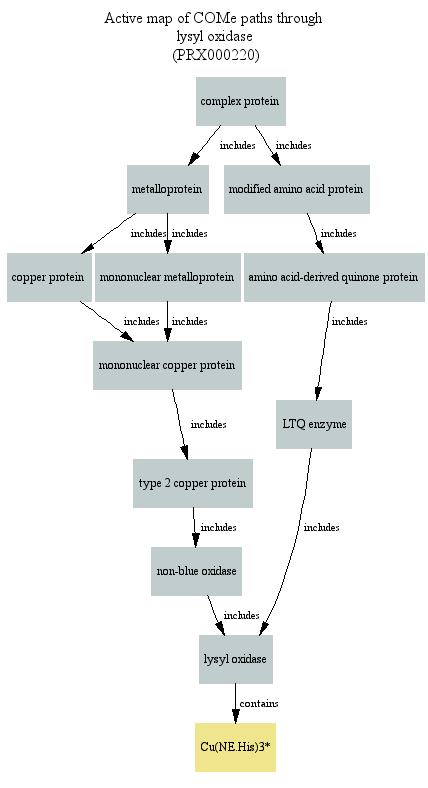 Active map of COMe paths through
lysyl oxidase
(PRX000220)
complex protein
includes
includes
metalloprotein
modified amino acid protein
includes
includes
includes
copper protein
mononuclear metalloprotein
amino acid-derived quinone protein
includes
includes
includes
mononuclear copper protein
LTQ enzyme
includes
type 2 copper protein
includes
includes
non-blue oxidase
includes
lysyl oxidase
contains
Cu(NE.His)3*